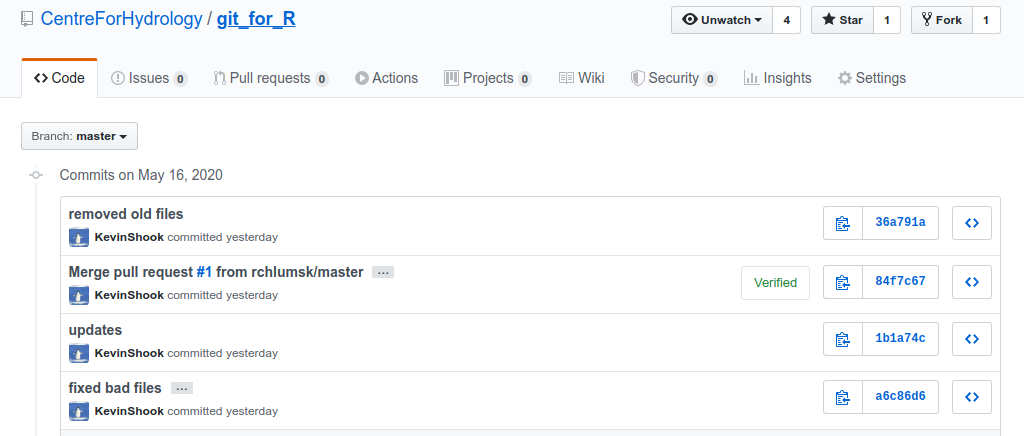 CentreForHydrology / git_for_R Unwatch 4 Star 1 Fork 1
Code Issues 0 Pull requests 0 Actions Projects 0 Wiki Security 0 Insights Settings
Branch: master
Commits on May 16, 2020
removed old files
KevinShook committed yesterday
36a791a
Merge pull request #1 from rchlumsk/master ...
KevinShook committed yesterday
Verified 84f7c67
updates
KevinShook committed yesterday
1b1a74c
fixed bad files ...
KevinShook committed yesterday
a6c86d6